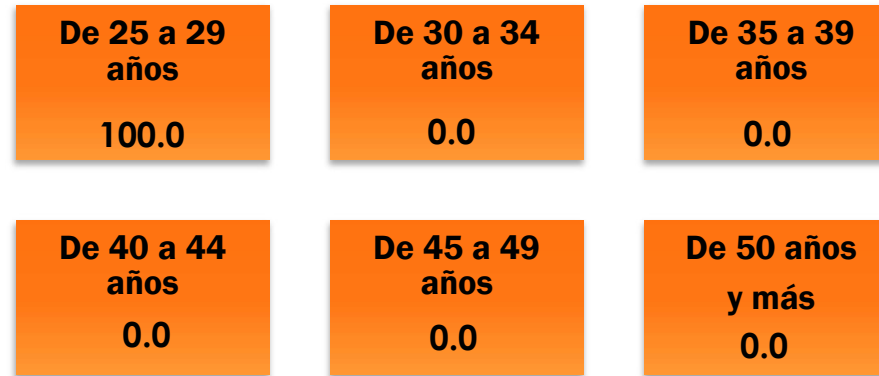 De 25 a 29
años
100.0
De 30 a 34
años
0.0
De 35 a 39
años
0.0
De 40 a 44
años
0.0
De 45 a 49
años
0.0
De 50 años
y más
0.0